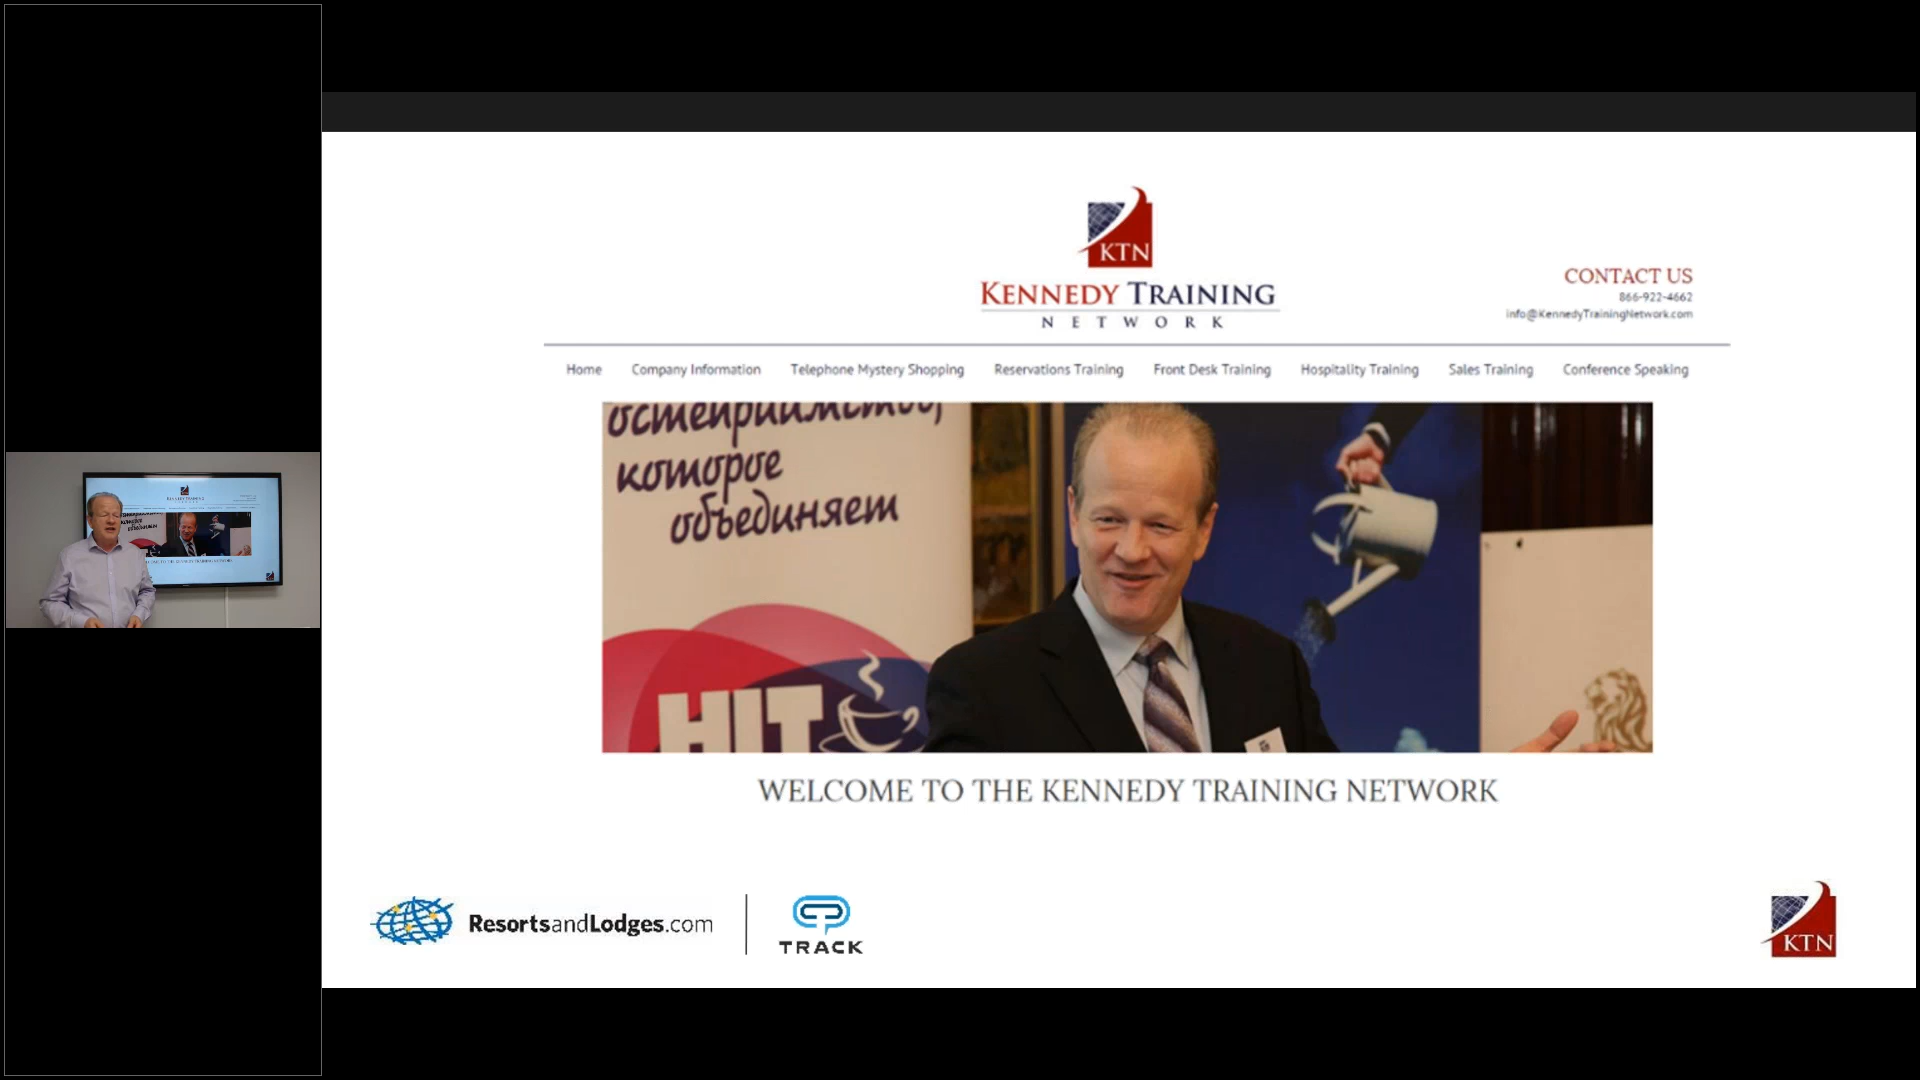 KTN
KENNEDY TRAINING
NETWORK
CONTACT US
866-922-4662
info@KennedyTrainingNetwork.com
Home Company Information Telephone Mystery Shopping Reservations Training Front Desk Training Hospitality Training Sales Training Conference Speaking
которое
объединяет
HIT
WELCOME TO THE KENNEDY TRAINING NETWORK
ResortsandLodges.com
TRACK
KTN